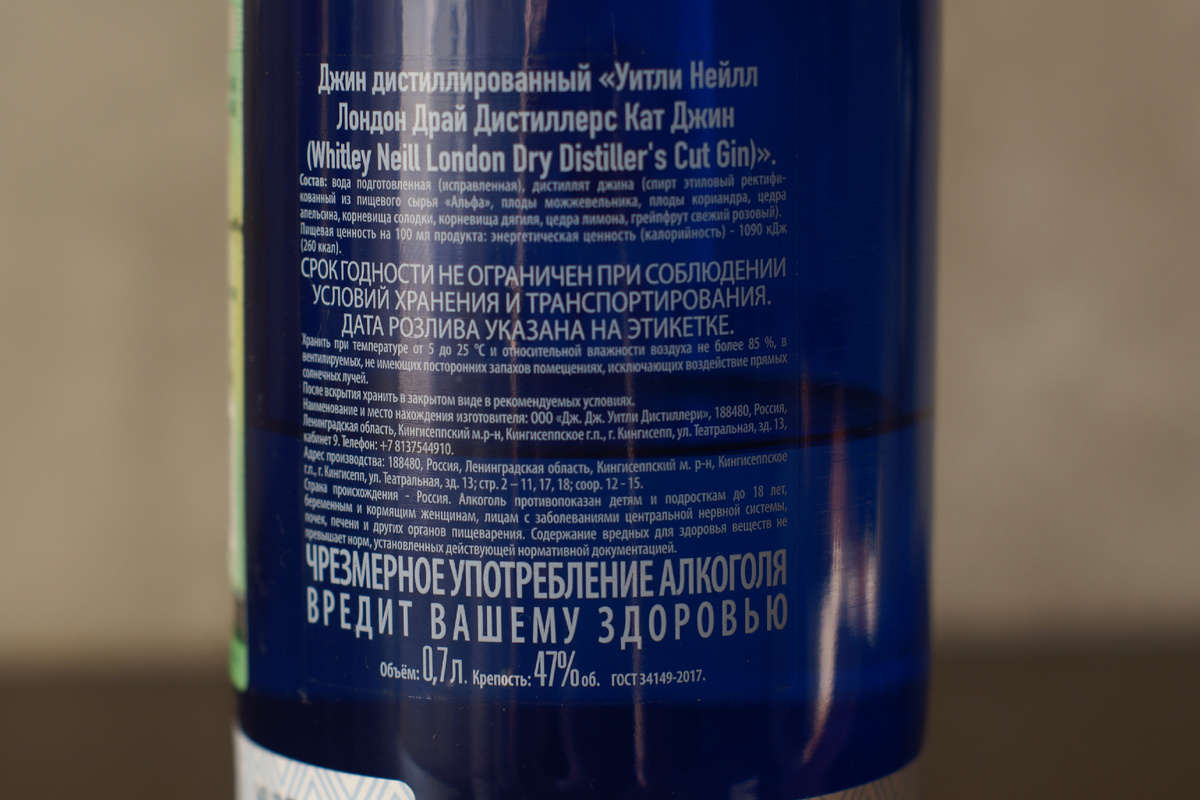 Джин дистиллированный «Уитли Нейлл
Лондон Драй Дистиллерс Кат Джин
(Whitley Neill London Dry Distiller's Cut Gin)».
Состав: вода подготовленная (исправленная), дистиллят джина (спирт этиловый ректифи-
кованный из пищевого сырья «Альфа», плоды можжевельника, плоды кориандра, цедра
апельсина, корневища солодки, корневища дягиля, цедра лимона, грейпфрут свежий розовый).
Пищевая ценность на 100 мл продукта: энергетическая ценность (калорийность) - 1090 кДж
(260 ккал).
СРОК ГОДНОСТИ НЕ ОГРАНИЧЕН ПРИ СОБЛЮДЕНИИ
УСЛОВИЙ ХРАНЕНИЯ И ТРАНСПОРТИРОВАНИЯ.
ДАТА РОЗЛИВА УКАЗАНА НА ЭТИКЕТКЕ.
Хранить при температуре от 5 до 25 °С и относительной влажности воздуха не более 85 %, в
вентилируемых, не имеющих посторонних запахов помещениях, исключающих воздействие прямых
солнечных лучей.
После вскрытия хранить в закрытом виде в рекомендуемых условиях.
Наименование и место нахождения изготовителя: ООО «Дж. Дж. Уитли Дистиллери», 188480, Россия,
Ленинградская область, Кингисеппский м.р-н, Кингисеппское г.п., г. Кингисепп, ул. Театральная, зд. 13,
кабинет 9. Телефон: +7 8137544910.
Адрес производства: 188480, Россия, Ленинградская область, Кингисеппский м. р-н, Кингисеппское
г.п., г. Кингисепп, ул. Театральная, зд. 13; стр. 2 – 11, 17, 18; соор. 12 - 15.
Страна происхождения - Россия. Алкоголь противопоказан детям и подросткам до 18 лет,
беременным и кормящим женщинам, лицам с заболеваниями центральной нервной системы,
почек, печени и других органов пищеварения. Содержание вредных для здоровья веществ не
превышает норм, установленных действующей нормативной документацией.
ЧРЕЗМЕРНОЕ УПОТРЕБЛЕНИЕ АЛКОГОЛЯ
ВРЕДИТ ВАШЕМУ ЗДОРОВЬЮ
Объём: 0,7 л. Крепость: 47% об. ГОСТ 34149-2017.